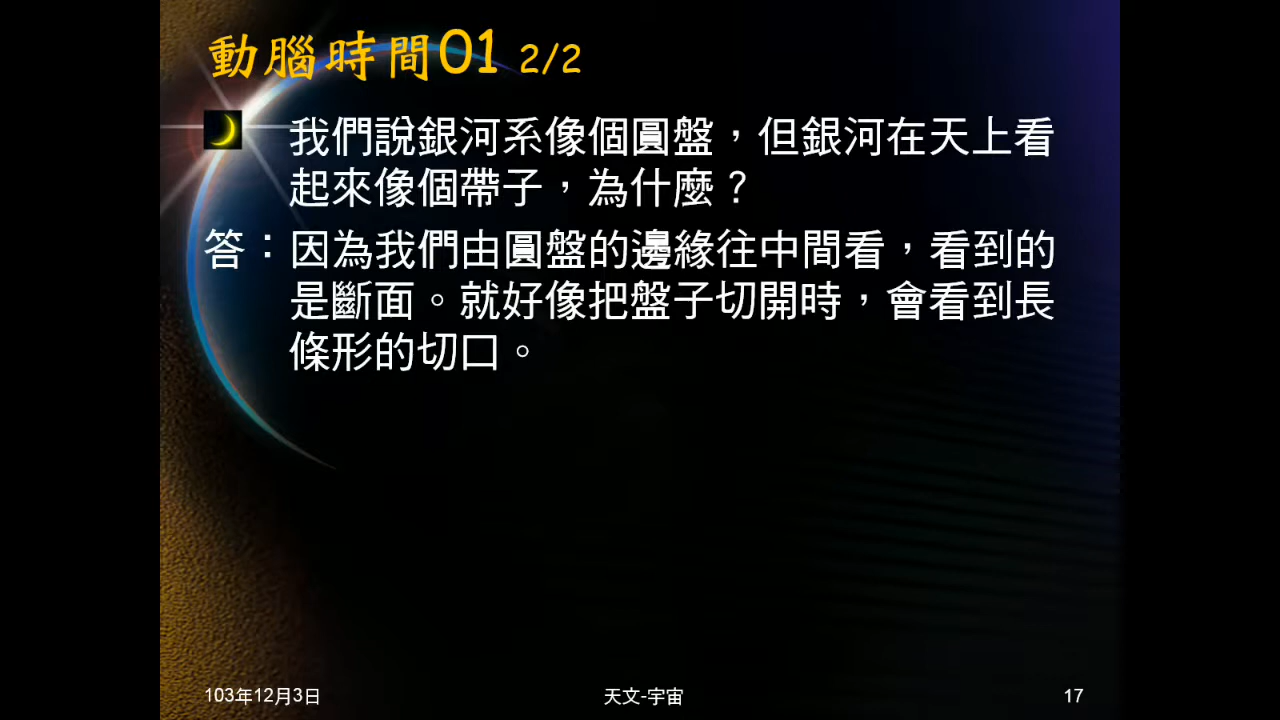 動腦時間01 2/2
我們說銀河系像個圓盤，但銀河在天上看
起來像個帶子，為什麼？
答：因為我們由圓盤的邊緣往中間看，看到的
是斷面。就好像把盤子切開時，會看到長
條形的切口。
103年12月3日
天文-宇宙
17